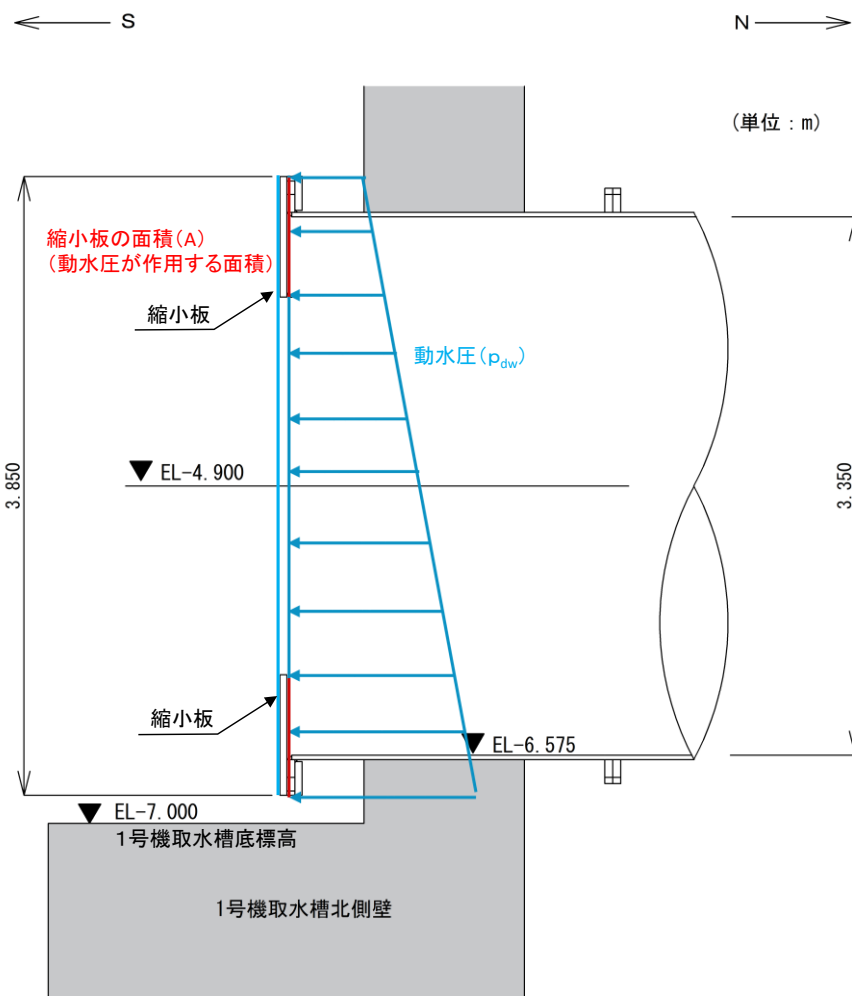 S
N
(単位：m)
縮小板の面積(A)
(動水圧が作用する面積)
縮小板
動水圧(pdw)
EL-4.900
3.850
3.350
縮小板
EL-6.575
EL-7.000
1号機取水槽底標高
1号機取水槽北側壁